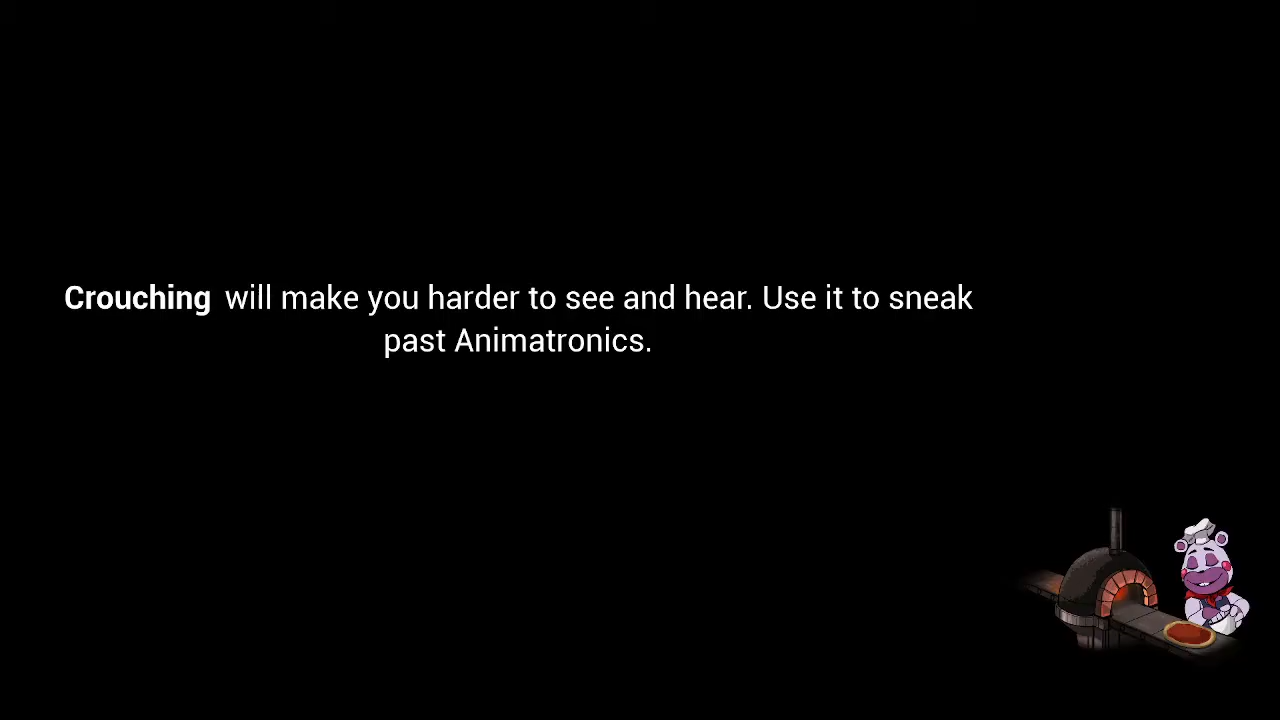 Crouching will make you harder to see and hear. Use it to sneak
past Animatronics.